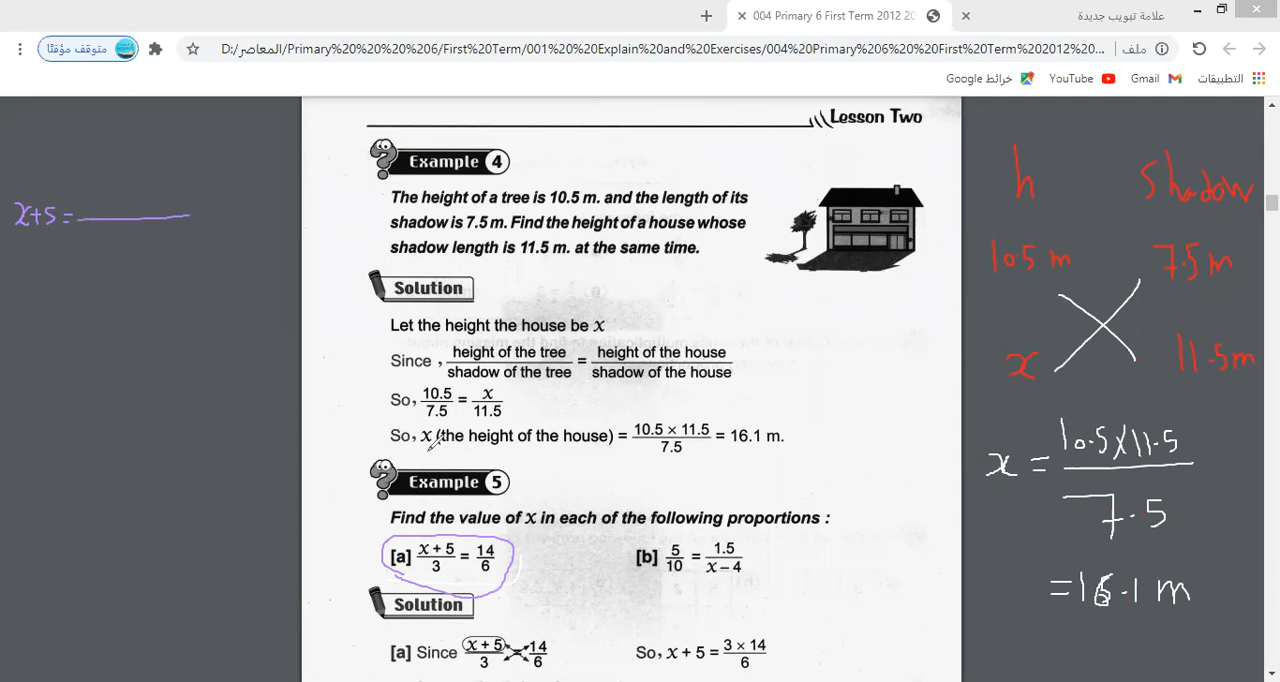 004 Primary 6 First Term 2012 20
علامة تبويب جديدة
متوقف مؤقتًا
D:/المعاصر/Primary%20%20%20%206/First%20Term/001%20%20Explain%20and%20Exercises/004%20Primary%206%20%20First%20Term%202012%20...
ملف
خرائط Google
YouTube
Gmail
التطبيقات
Lesson Two
Example 4
The height of a tree is 10.5 m. and the length of its
shadow is 7.5 m. Find the height of a house whose
shadow length is 11.5 m. at the same time.
Solution
Let the height the house be x
Since , height of the tree / shadow of the tree = height of the house / shadow of the house
So, 10.5 / 7.5 = x / 11.5
So, x (the height of the house) = 10.5 × 11.5 / 7.5 = 16.1 m.
Example 5
Find the value of x in each of the following proportions :
[a] x + 5 / 3 = 14 / 6
[b] 5 / 10 = 1.5 / x – 4
Solution
[a] Since x + 5 / 3 = 14 / 6
So, x + 5 = 3 × 14 / 6
x+5 =
h shadow
10.5 m 7.5 m
x 11.5m
x = 10.5 x 11.5 / 7.5
= 16.1 m